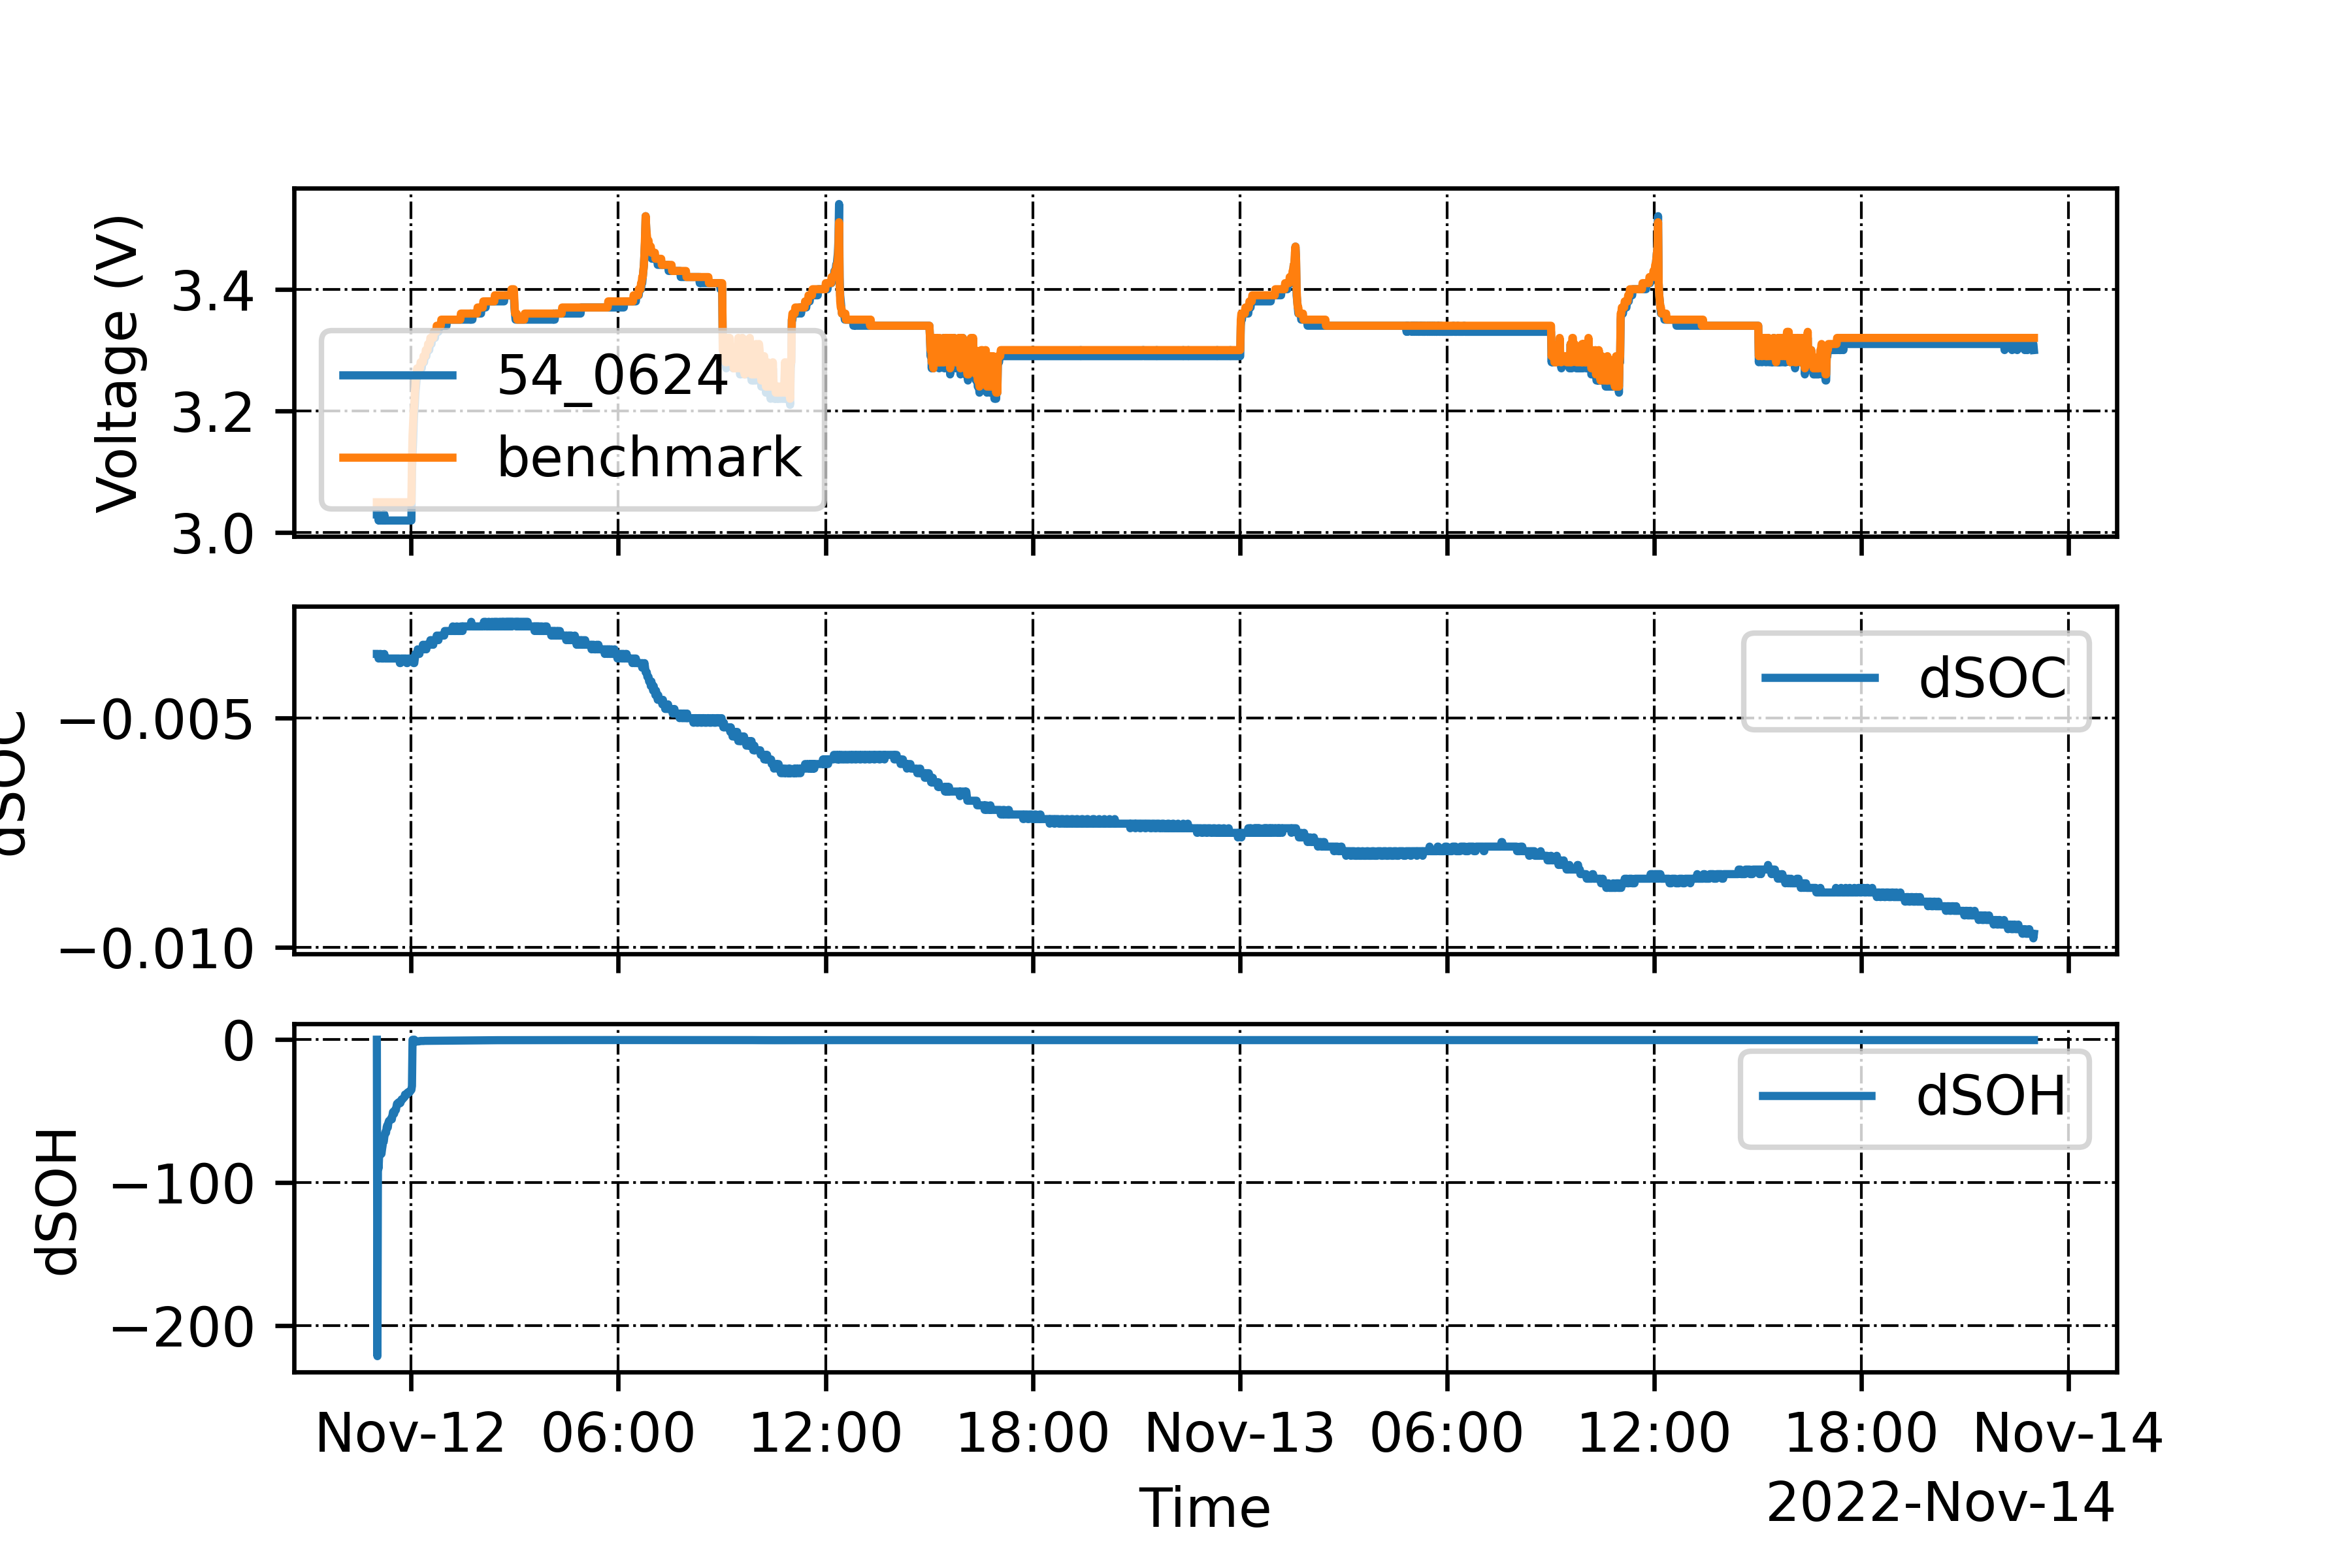 Voltage (V)
3.4
3.2
3.0
54_0624
benchmark
dSOC
−0.005
−0.010
dSOC
dSOH
0
−100
−200
dSOH
Nov-12 06:00 12:00 18:00 Nov-13 06:00 12:00 18:00 Nov-14
Time
2022-Nov-14